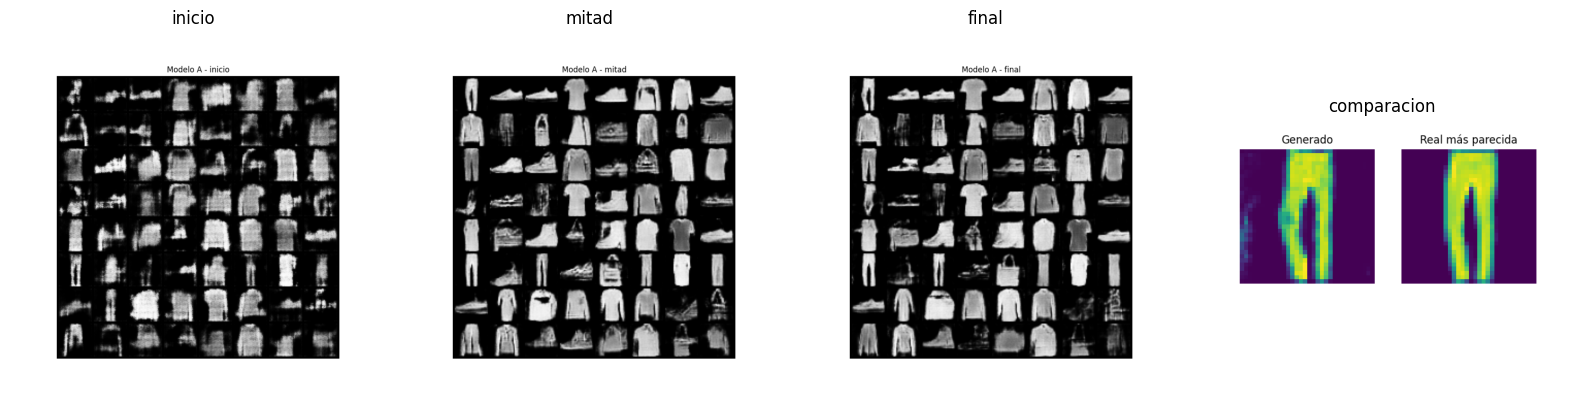 inicio
mitad
final
Modelo A - inicio
Modelo A - mitad
Modelo A - final
comparacion
Generado
Real más parecida